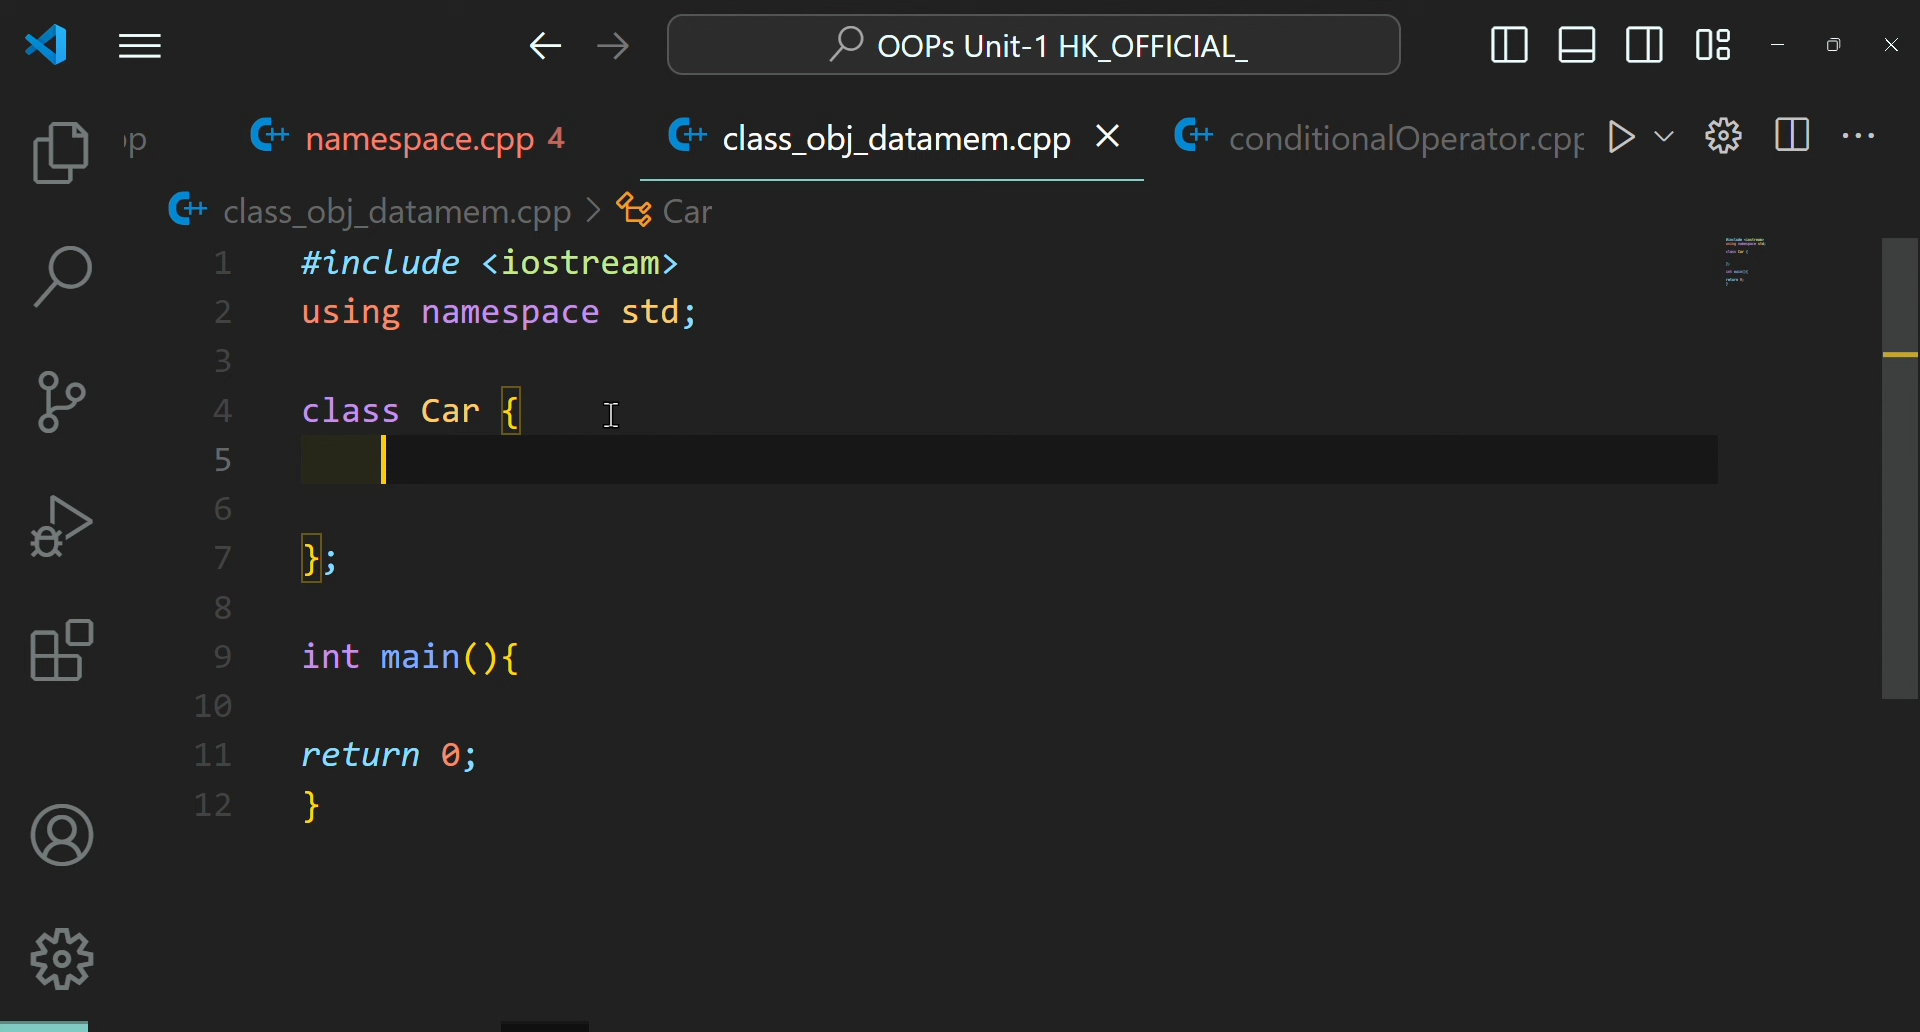 OOPs Unit-1 HK_OFFICIAL_
namespace.cpp 4
class_obj_datamem.cpp
conditionalOperator.cpp
class_obj_datamem.cpp > Car
1 #include <iostream>
2 using namespace std;
3
4 class Car {
5
6
7 };
8
9 int main(){
10
11 return 0;
12 }